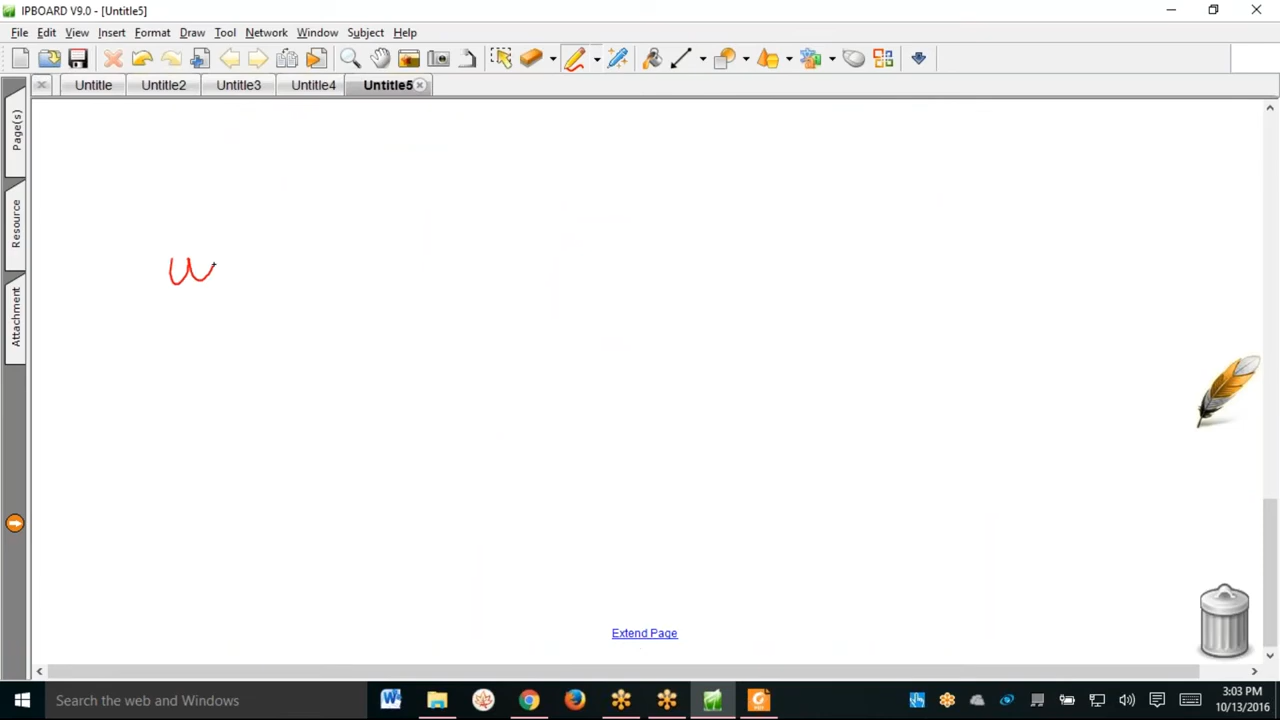 IPBOARD V9.0 - [Untitle5]
File Edit View Insert Format Draw Tool Network Window Subject Help
Untitle Untitle2 Untitle3 Untitle4 Untitle5
Page(s)
Resource
Attachment
w
Extend Page
Search the web and Windows
3:03 PM
10/13/2016